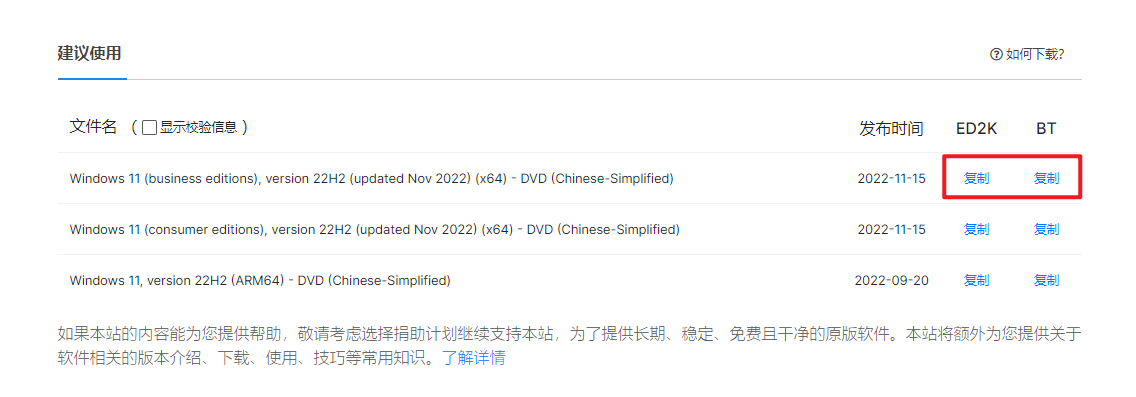 建议使用
如何下载?
文件名 （ 显示校验信息 ） 发布时间 ED2K BT
Windows 11 (business editions), version 22H2 (updated Nov 2022) (x64) - DVD (Chinese-Simplified) 2022-11-15 复制 复制
Windows 11 (consumer editions), version 22H2 (updated Nov 2022) (x64) - DVD (Chinese-Simplified) 2022-11-15 复制 复制
Windows 11, version 22H2 (ARM64) - DVD (Chinese-Simplified) 2022-09-20 复制 复制
如果本站的内容能为您提供帮助，敬请考虑选择捐助计划继续支持本站，为了提供长期、稳定、免费且干净的原版软件。本站将额外为您提供关于
软件相关的版本介绍、下载、使用、技巧等常用知识。了解详情